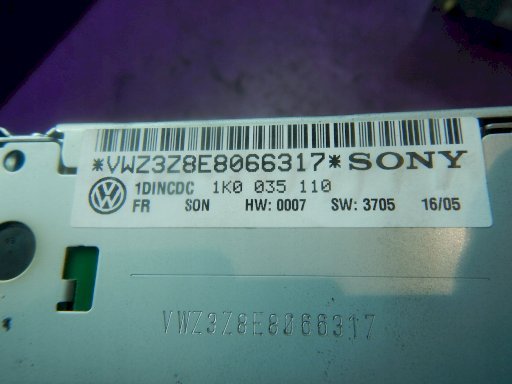 *VWZ3Z8E8066317* SONY
1DINCDC 1K0 035 110
FR SON HW: 0007 SW: 3705 16/05
VWZ3Z8E8066317